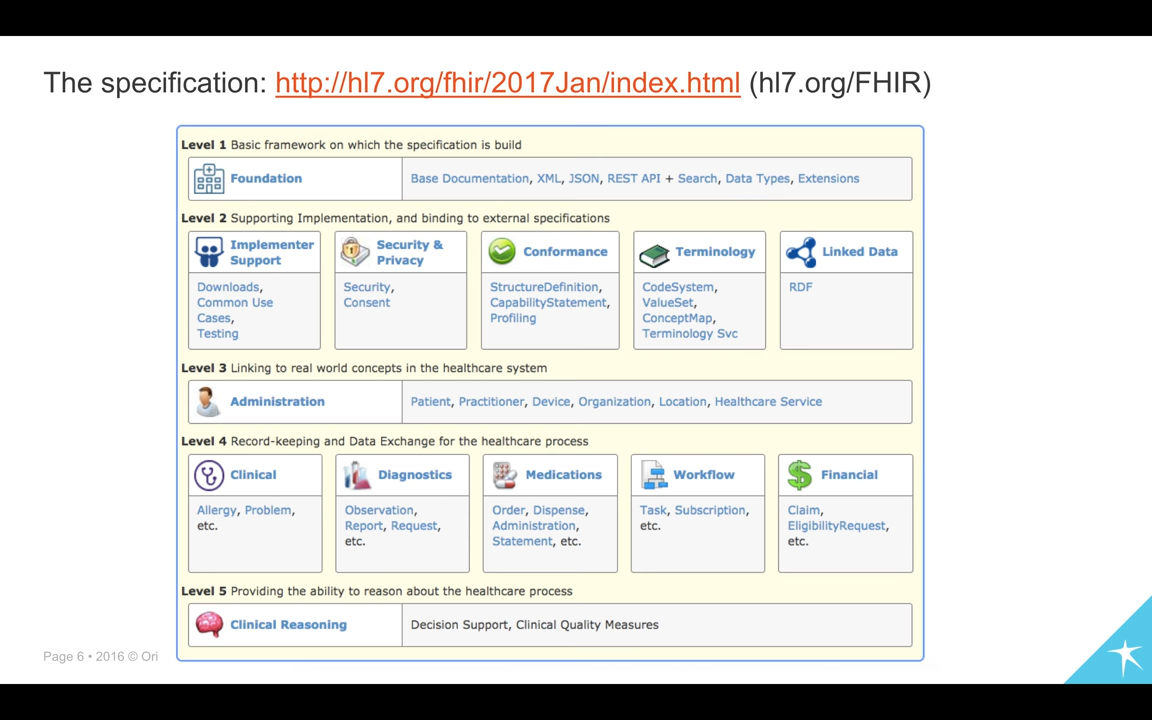 The specification: http://hl7.org/fhir/2017Jan/index.html (hl7.org/FHIR)
Level 1 Basic framework on which the specification is build
Foundation
Base Documentation, XML, JSON, REST API + Search, Data Types, Extensions
Level 2 Supporting Implementation, and binding to external specifications
Implementer
Support
Downloads,
Common Use
Cases,
Testing
Security &
Privacy
Security,
Consent
Conformance
StructureDefinition,
CapabilityStatement,
Profiling
Terminology
CodeSystem,
ValueSet,
ConceptMap,
Terminology Svc
Linked Data
RDF
Level 3 Linking to real world concepts in the healthcare system
Administration
Patient, Practitioner, Device, Organization, Location, Healthcare Service
Level 4 Record-keeping and Data Exchange for the healthcare process
Clinical
Allergy, Problem,
etc.
Diagnostics
Observation,
Report, Request,
etc.
Medications
Order, Dispense,
Administration,
Statement, etc.
Workflow
Task, Subscription,
etc.
Financial
Claim,
EligibilityRequest,
etc.
Level 5 Providing the ability to reason about the healthcare process
Clinical Reasoning
Decision Support, Clinical Quality Measures
Page 6 • 2016 © Ori